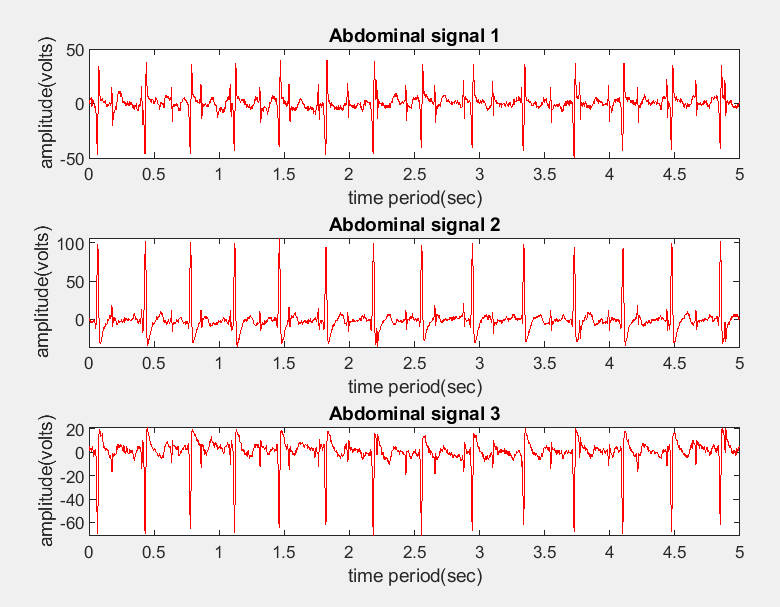 Abdominal signal 1
50
0
-50
amplitude(volts)
0 0.5 1 1.5 2 2.5 3 3.5 4 4.5 5
time period(sec)
Abdominal signal 2
100
50
0
amplitude(volts)
0 0.5 1 1.5 2 2.5 3 3.5 4 4.5 5
time period(sec)
Abdominal signal 3
20
0
-20
-40
-60
amplitude(volts)
0 0.5 1 1.5 2 2.5 3 3.5 4 4.5 5
time period(sec)